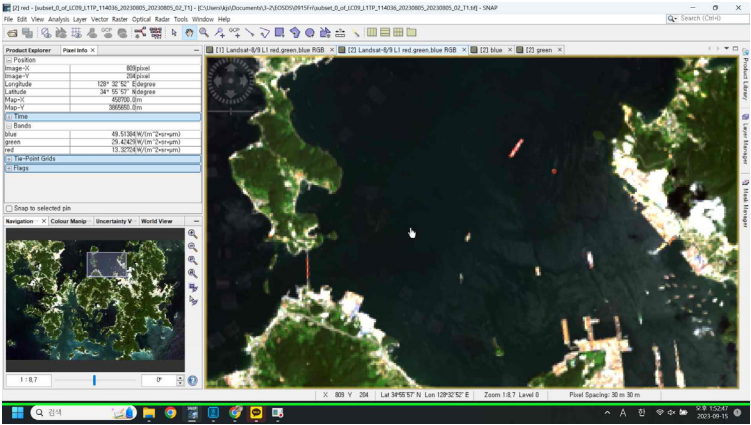 [2] red - [subset_0_of_LC09_L1TP_114036_20230805_20230805_02_T1] - [C:\Users\kjo\Documents\3-2\EOSDS\0915Fri\subset_0_of_LC09_L1TP_114036_20230805_20230805_02_T1.tif] - SNAP
File Edit View Analysis Layer Vector Raster Optical Radar Tools Window Help
Search (Ctrl+I)
GCP
Product Explorer Pixel Info ×
[1] Landsat-8/9 L1 red,green,blue RGB × [2] Landsat-8/9 L1 red,green,blue RGB × [2] blue × [2] green ×
Position
Image-X 809 pixel
Image-Y 204 pixel
Longitude 128° 32' 52" E degree
Latitude 34° 55' 57" N degree
Map-X 458700.0 m
Map-Y 3865650.0 m
Time
Bands
blue 49.51384 W/(m^2*sr*µm)
green 29.42429 W/(m^2*sr*µm)
red 13.32724 W/(m^2*sr*µm)
Tie-Point Grids
Flags
Snap to selected pin
Navigation × Colour Manip... Uncertainty V... World View
Product Library
Layer Manager
Mask Manager
1 : 8,7
0°
X 809 Y 204 Lat 34°55'57" N Lon 128°32'52" E Zoom 1:8.7 Level 0 Pixel Spacing: 30 m 30 m
검색
A 한
오후 1:52:47
2023-09-15